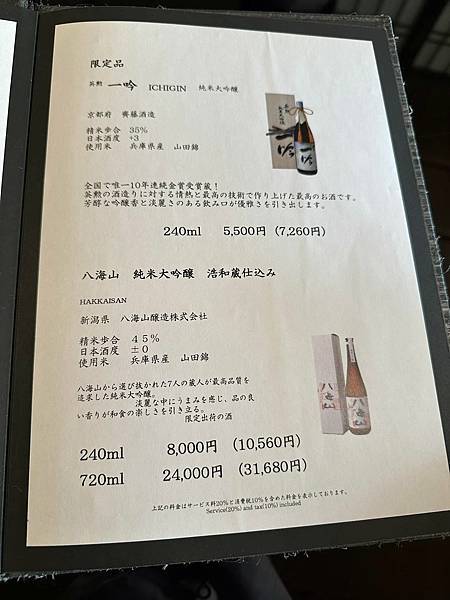 限定品
英勲 一吟 ICHIGIN 純米大吟醸
京都府 齊藤酒造
精米歩合 35%
日本酒度 +3
使用米 兵庫県産 山田錦
全国で唯一10年連続金賞受賞蔵!
英勲の酒造りに対する情熱と最高の技術で作り上げた最高のお酒です。
芳醇な吟醸香と淡麗さのある飲み口が優雅さを引き出します。
240ml 5,500円 (7,260円)
八海山 純米大吟醸 浩和蔵仕込み
HAKKAISAN
新潟県 八海山醸造株式会社
精米歩合 45%
日本酒度 ±0
使用米 兵庫県産 山田錦
八海山から選び抜かれた7人の蔵人が最高品質を
追求した純米大吟醸。
淡麗な中にうまみを感じ、品の良
い香りが和食の楽しさを引き立る。
限定出荷の酒
240ml 8,000円 (10,560円)
720ml 24,000円 (31,680円)
上記の料金はサービス料20%と消費税10%を含めた料金を表示しております。
Service(20%) and tax(10%) included
一吟
八海山